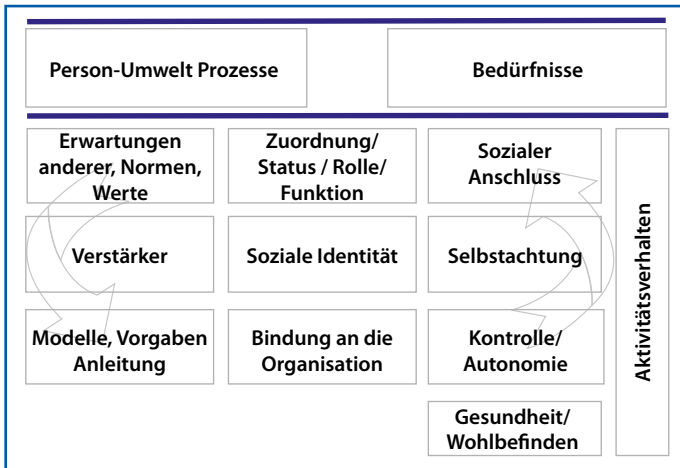 Person-Umwelt Prozesse
Bedürfnisse
Erwartungen
anderer, Normen,
Werte
Zuordnung/
Status / Rolle/
Funktion
Sozialer
Anschluss
Verstärker
Soziale Identität
Selbstachtung
Modelle, Vorgaben
Anleitung
Bindung an die
Organisation
Kontrolle/
Autonomie
Gesundheit/
Wohlbefinden
Aktivitätsverhalten